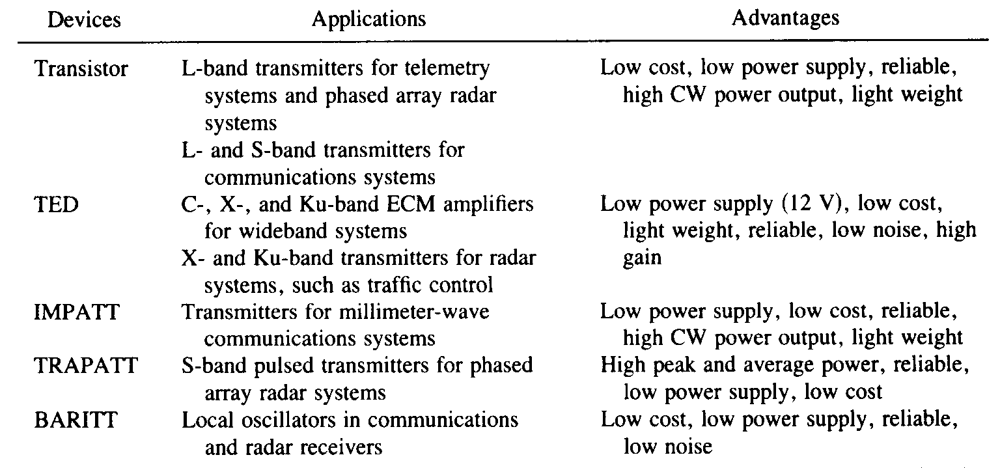 Devices Applications Advantages
Transistor L-band transmitters for telemetry Low cost, low power supply, reliable,
systems and phased array radar high CW power output, light weight
systems
L- and S-band transmitters for
communications systems
TED C-, X-, and Ku-band ECM amplifiers Low power supply (12 V), low cost,
for wideband systems light weight, reliable, low noise, high
X- and Ku-band transmitters for radar gain
systems, such as traffic control
IMPATT Transmitters for millimeter-wave Low power supply, low cost, reliable,
communications systems high CW power output, light weight
TRAPATT S-band pulsed transmitters for phased High peak and average power, reliable,
array radar systems low power supply, low cost
BARITT Local oscillators in communications Low cost, low power supply, reliable,
and radar receivers low noise